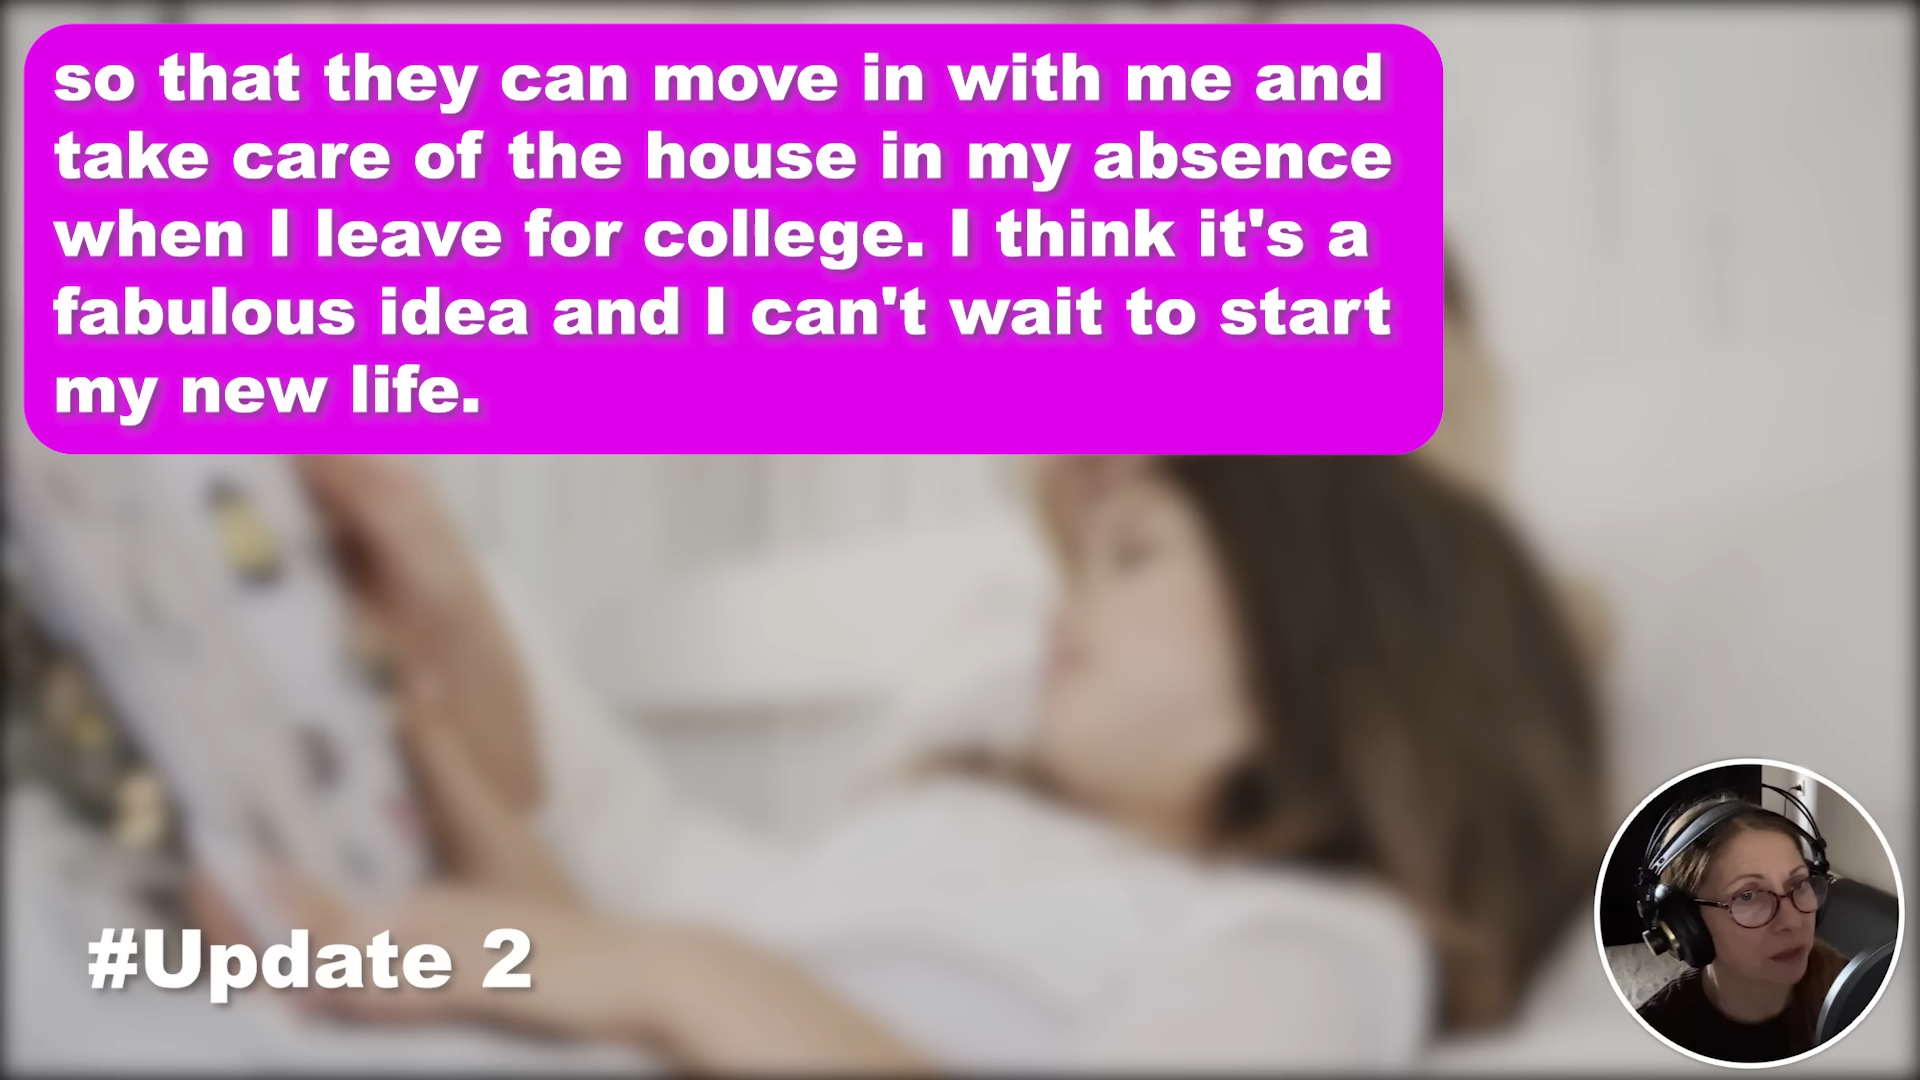 so that they can move in with me and
take care of the house in my absence
when I leave for college. I think it's a
fabulous idea and I can't wait to start
my new life.
#Update 2